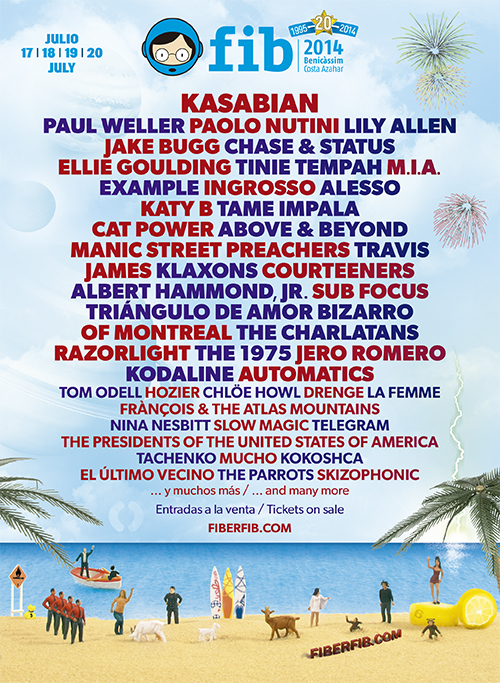 JULIO
17 | 18 | 19 | 20
JULY
fib
1995 20 2014
2014
Benicàssim
Costa Azahar
KASABIAN
PAUL WELLER PAOLO NUTINI LILY ALLEN
JAKE BUGG CHASE & STATUS
ELLIE GOULDING TINIE TEMPAH M.I.A.
EXAMPLE INGROSSO ALESSO
KATY B TAME IMPALA
CAT POWER ABOVE & BEYOND
MANIC STREET PREACHERS TRAVIS
JAMES KLAXONS COURTEENERS
ALBERT HAMMOND, JR. SUB FOCUS
TRIÁNGULO DE AMOR BIZARRO
OF MONTREAL THE CHARLATANS
RAZORLIGHT THE 1975 JERO ROMERO
KODALINE AUTOMATICS
TOM ODELL HOZIER CHLÖE HOWL DRENGE LA FEMME
FRÀNÇOIS & THE ATLAS MOUNTAINS
NINA NESBITT SLOW MAGIC TELEGRAM
THE PRESIDENTS OF THE UNITED STATES OF AMERICA
TACHENKO MUCHO KOKOSHCA
EL ÚLTIMO VECINO THE PARROTS SKIZOPHONIC
... y muchos más / ... and many more
Entradas a la venta / Tickets on sale
FIBERFIB.COM
FIBERFIB.COM